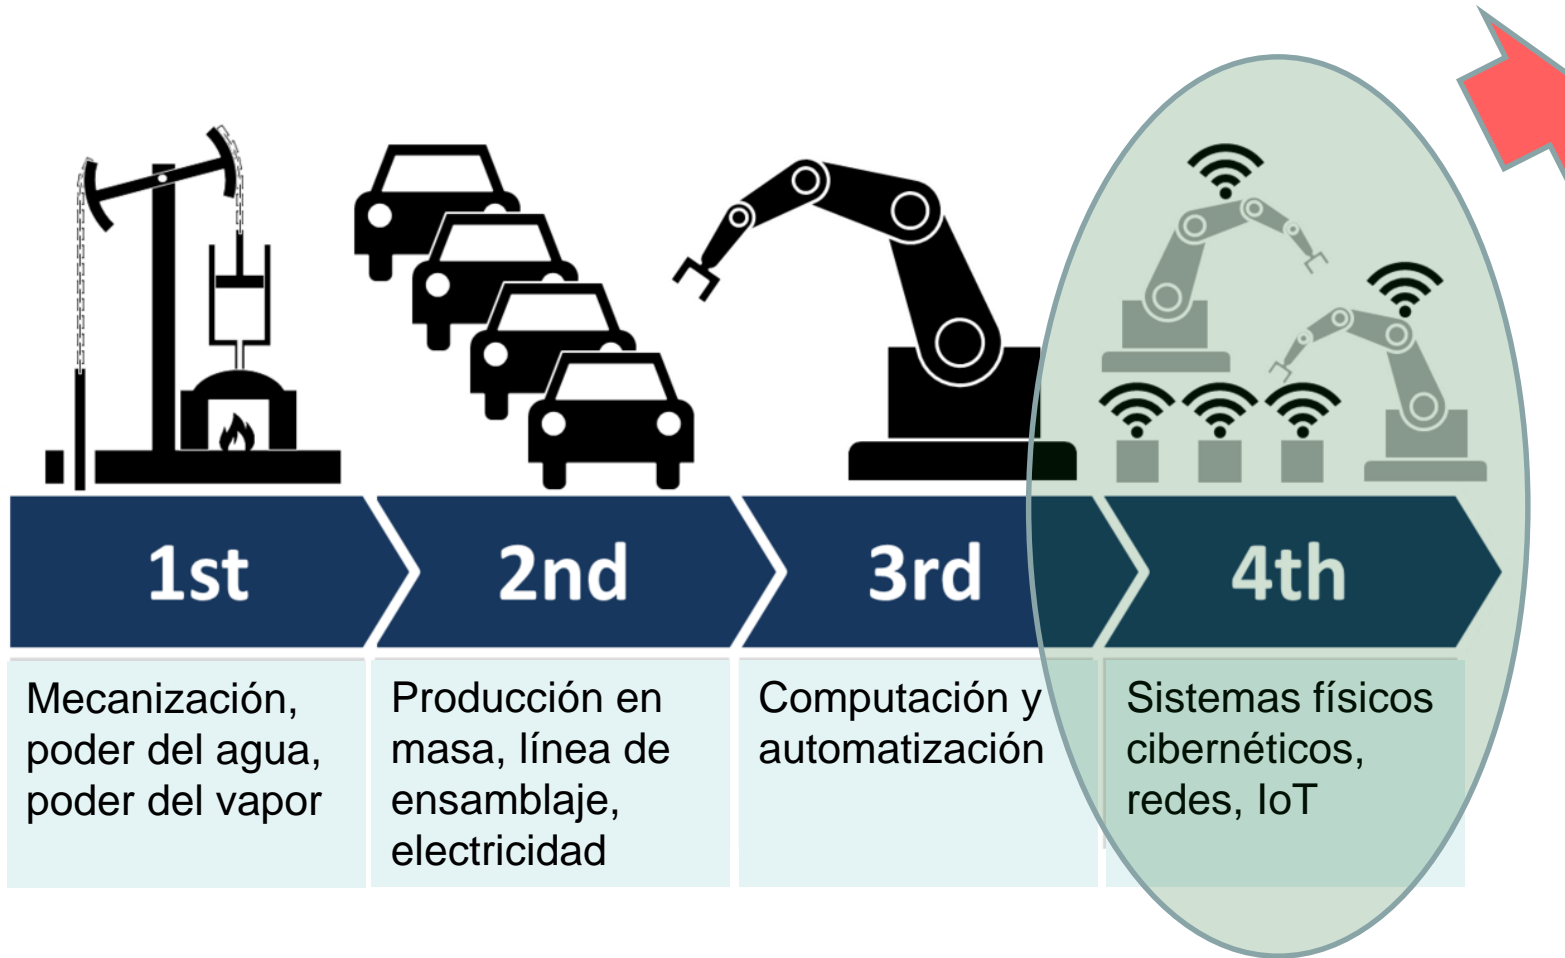 1st
2nd
3rd
4th
Mecanización,
poder del agua,
poder del vapor
Producción en
masa, línea de
ensamblaje,
electricidad
Computación y
automatización
Sistemas físicos
cibernéticos,
redes, IoT